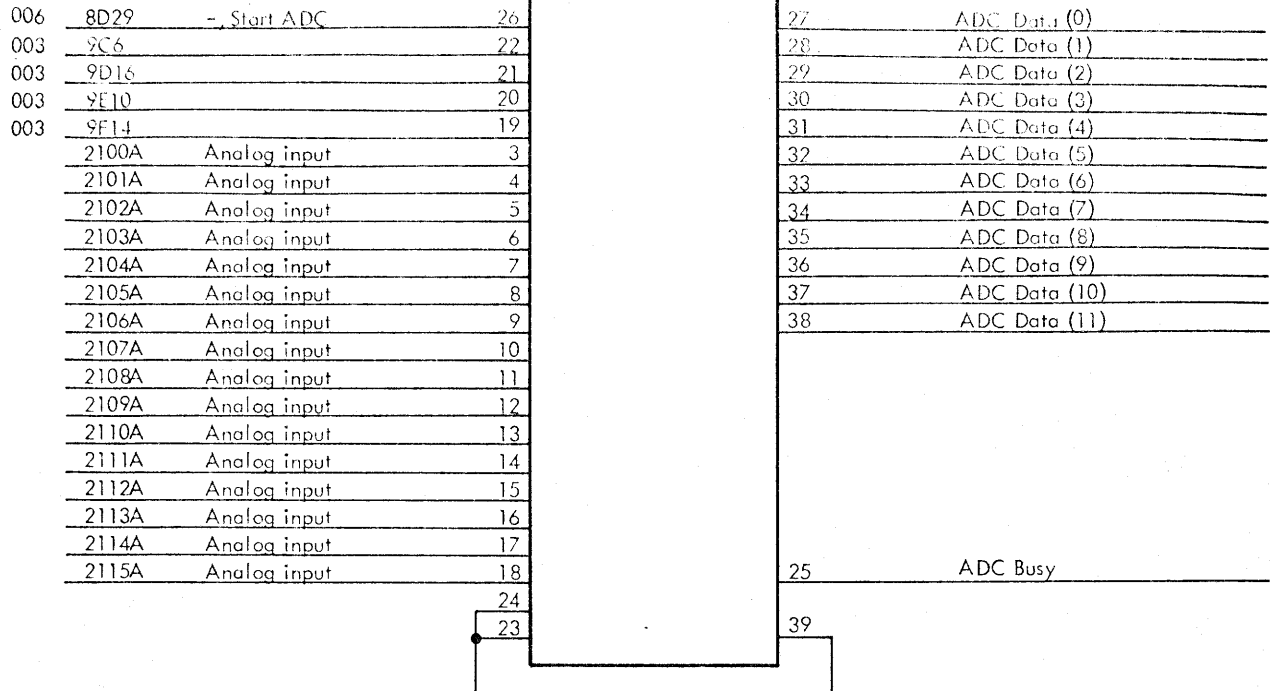 006 8D29 -, Start ADC 26 27 ADC Data (0)
003 9C6 22 28 ADC Data (1)
003 9D16 21 29 ADC Data (2)
003 9E10 20 30 ADC Data (3)
003 9F14 19 31 ADC Data (4)
2100A Analog input 3 32 ADC Data (5)
2101A Analog input 4 33 ADC Data (6)
2102A Analog input 5 34 ADC Data (7)
2103A Analog input 6 35 ADC Data (8)
2104A Analog input 7 36 ADC Data (9)
2105A Analog input 8 37 ADC Data (10)
2106A Analog input 9 38 ADC Data (11)
2107A Analog input 10
2108A Analog input 11
2109A Analog input 12
2110A Analog input 13
2111A Analog input 14
2112A Analog input 15
2113A Analog input 16
2114A Analog input 17
2115A Analog input 18 25 ADC Busy
24
23 39